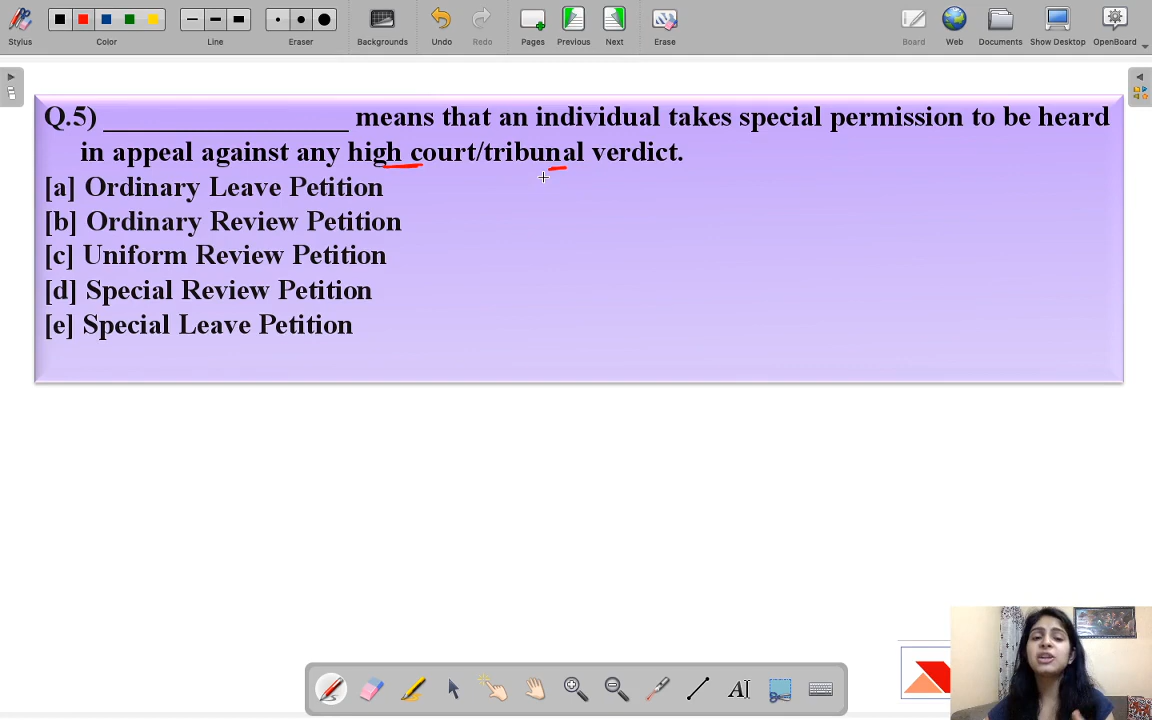 Stylus
Color
Line
Eraser
Backgrounds
Undo
Redo
Pages
Previous
Next
Erase
Board
Web
Documents
Show Desktop
OpenBoard
Q.5) _________________ means that an individual takes special permission to be heard
in appeal against any high court/tribunal verdict.
[a] Ordinary Leave Petition
[b] Ordinary Review Petition
[c] Uniform Review Petition
[d] Special Review Petition
[e] Special Leave Petition
AI